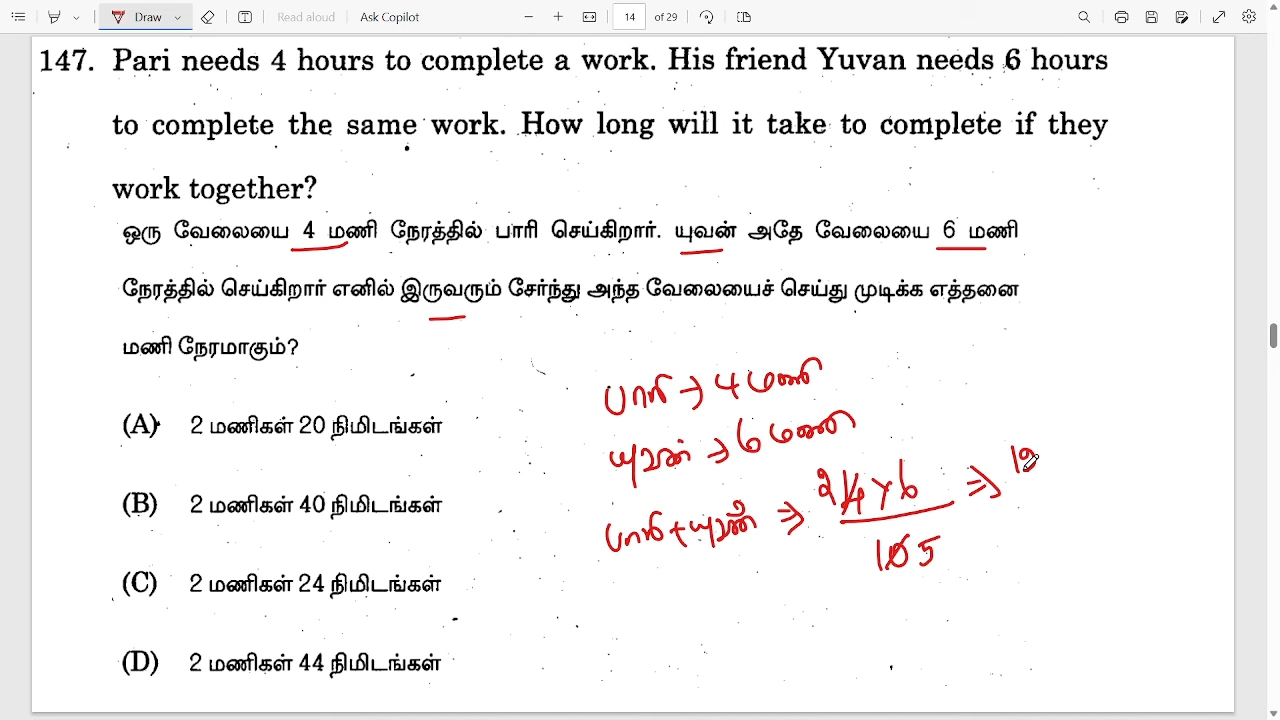 Draw
Read aloud
Ask Copilot
14
of 29
147. Pari needs 4 hours to complete a work. His friend Yuvan needs 6 hours
to complete the same work. How long will it take to complete if they
work together?
ஒரு வேலையை 4 மணி நேரத்தில் பாரி செய்கிறார். யுவன் அதே வேலையை 6 மணி
நேரத்தில் செய்கிறார் எனில் இருவரும் சேர்ந்து அந்த வேலையைச் செய்து முடிக்க எத்தனை
மணி நேரமாகும்?
(A) 2 மணிகள் 20 நிமிடங்கள்
(B) 2 மணிகள் 40 நிமிடங்கள்
(C) 2 மணிகள் 24 நிமிடங்கள்
(D) 2 மணிகள் 44 நிமிடங்கள்
பாரி → 4 மணி
யுவன் → 6 மணி
பாரி + யுவன் ⇒ 2 4 × 6 ⇒ 12
10 5